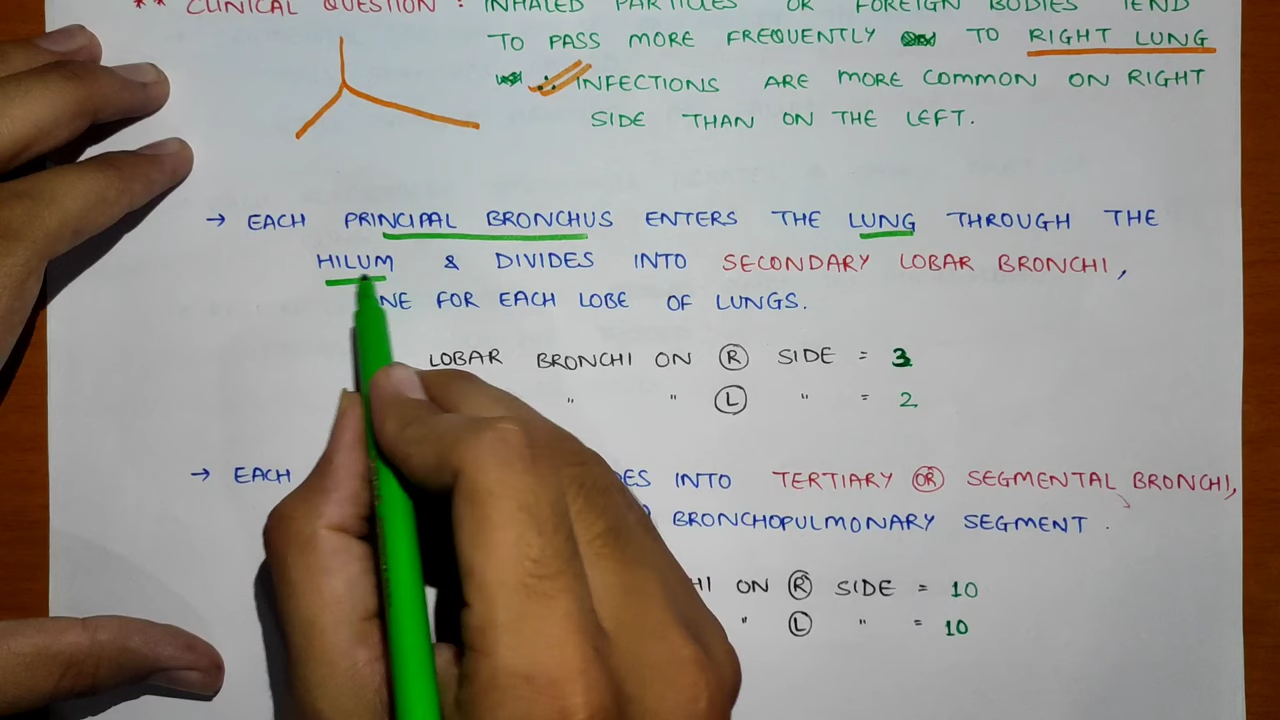 ** CLINICAL QUESTION : INHALED PARTICLES OR FOREIGN BODIES TEND
TO PASS MORE FREQUENTLY TO RIGHT LUNG
∴ INFECTIONS ARE MORE COMMON ON RIGHT
SIDE THAN ON THE LEFT.
→ EACH PRINCIPAL BRONCHUS ENTERS THE LUNG THROUGH THE
HILUM & DIVIDES INTO SECONDARY LOBAR BRONCHI,
NE FOR EACH LOBE OF LUNGS.
LOBAR BRONCHI ON Ⓡ SIDE = 3
" " Ⓛ " = 2
→ EACH DES INTO TERTIARY OR SEGMENTAL BRONCHI,
BRONCHOPULMONARY SEGMENT .
HI ON Ⓡ SIDE = 10
" Ⓛ " = 10